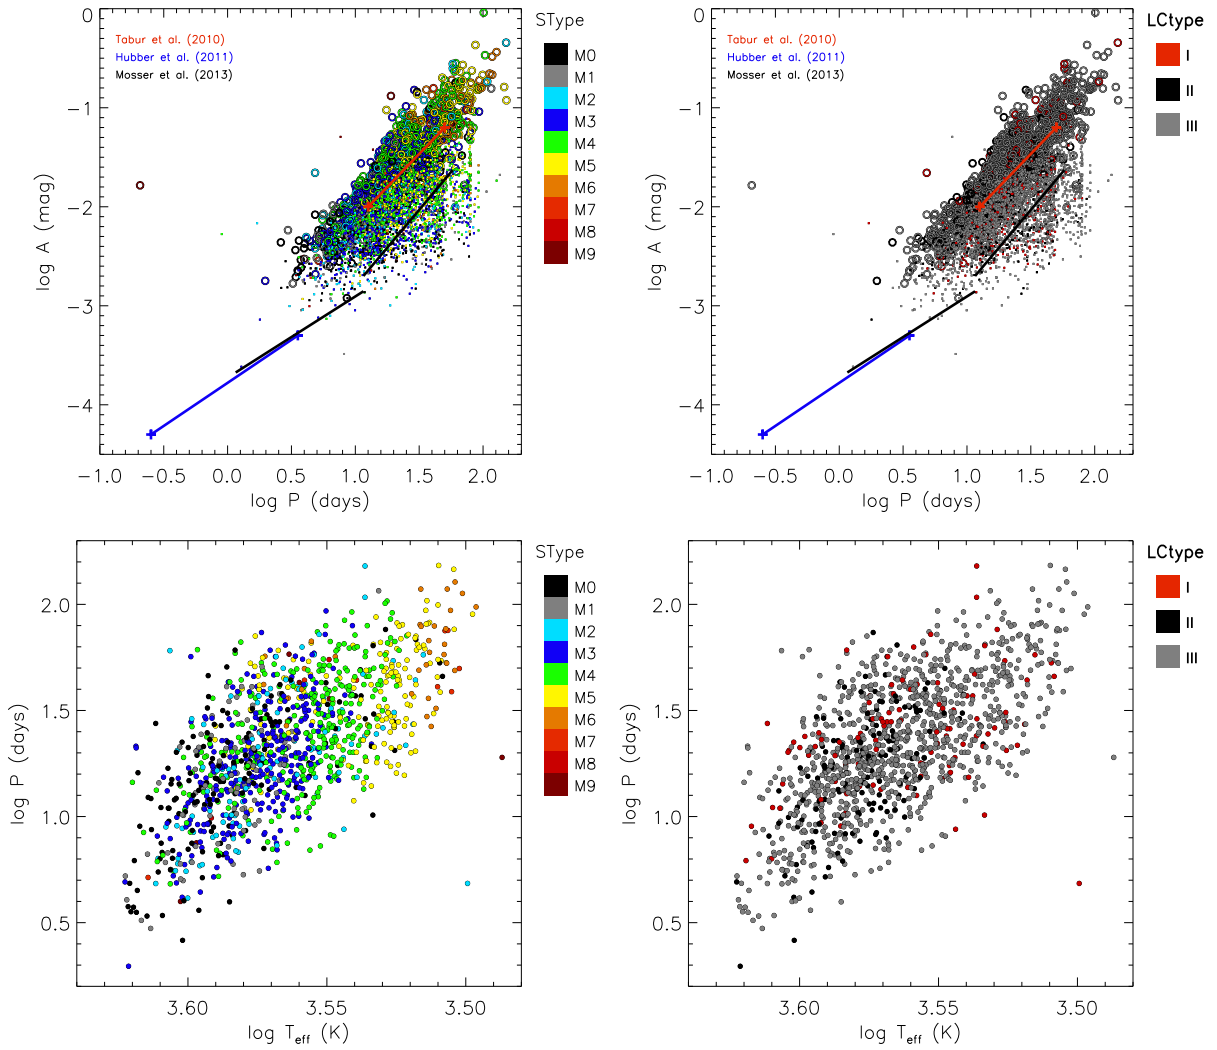 Tabur et al. (2010)
Hubber et al. (2011)
Mosser et al. (2013)
0
−1
−2
−3
−4
log A (mag)
−1.0 −0.5 0.0 0.5 1.0 1.5 2.0
log P (days)
SType
M0
M1
M2
M3
M4
M5
M6
M7
M8
M9
Tabur et al. (2010)
Hubber et al. (2011)
Mosser et al. (2013)
0
−1
−2
−3
−4
log A (mag)
−1.0 −0.5 0.0 0.5 1.0 1.5 2.0
log P (days)
LCtype
I
II
III
2.0
1.5
1.0
0.5
log P (days)
3.60 3.55 3.50
log Teff (K)
SType
M0
M1
M2
M3
M4
M5
M6
M7
M8
M9
2.0
1.5
1.0
0.5
log P (days)
3.60 3.55 3.50
log Teff (K)
LCtype
I
II
III